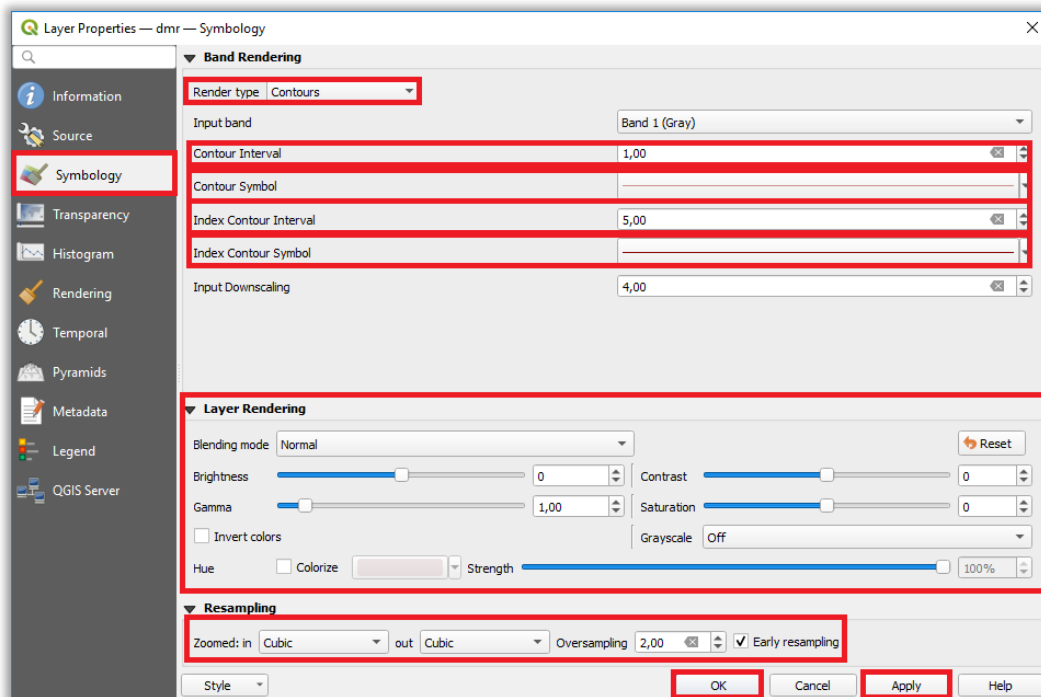 Layer Properties — dmr — Symbology
Band Rendering
Information
Source
Symbology
Transparency
Histogram
Rendering
Temporal
Pyramids
Metadata
Legend
QGIS Server
Render type Contours
Input band Band 1 (Gray)
Contour Interval 1,00
Contour Symbol
Index Contour Interval 5,00
Index Contour Symbol
Input Downscaling 4,00
Layer Rendering
Blending mode Normal Reset
Brightness 0 Contrast 0
Gamma 1,00 Saturation 0
Invert colors Grayscale Off
Hue Colorize Strength 100%
Resampling
Zoomed: in Cubic out Cubic Oversampling 2,00 Early resampling
Style OK Cancel Apply Help